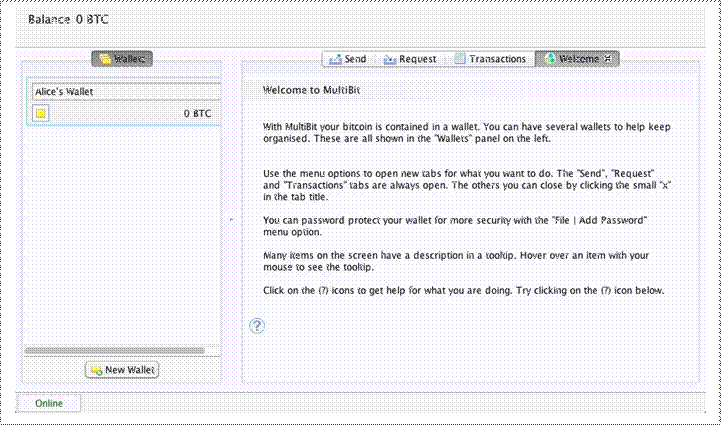 Balance 0 BTC
Wallets
Send
Request
Transactions
Welcome
Alice's Wallet
0 BTC
Welcome to MultiBit
With MultiBit your bitcoin is contained in a wallet. You can have several wallets to help keep
organised. These are all shown in the "Wallets" panel on the left.
Use the menu options to open new tabs for what you want to do. The "Send", "Request"
and "Transactions" tabs are always open. The others you can close by clicking the small "x"
in the tab title.
You can password protect your wallet for more security with the "File | Add Password"
menu option.
Many items on the screen have a description in a tooltip. Hover over an item with your
mouse to see the tooltip.
Click on the (?) icons to get help for what you are doing. Try clicking on the (?) icon below.
?
New Wallet
Online